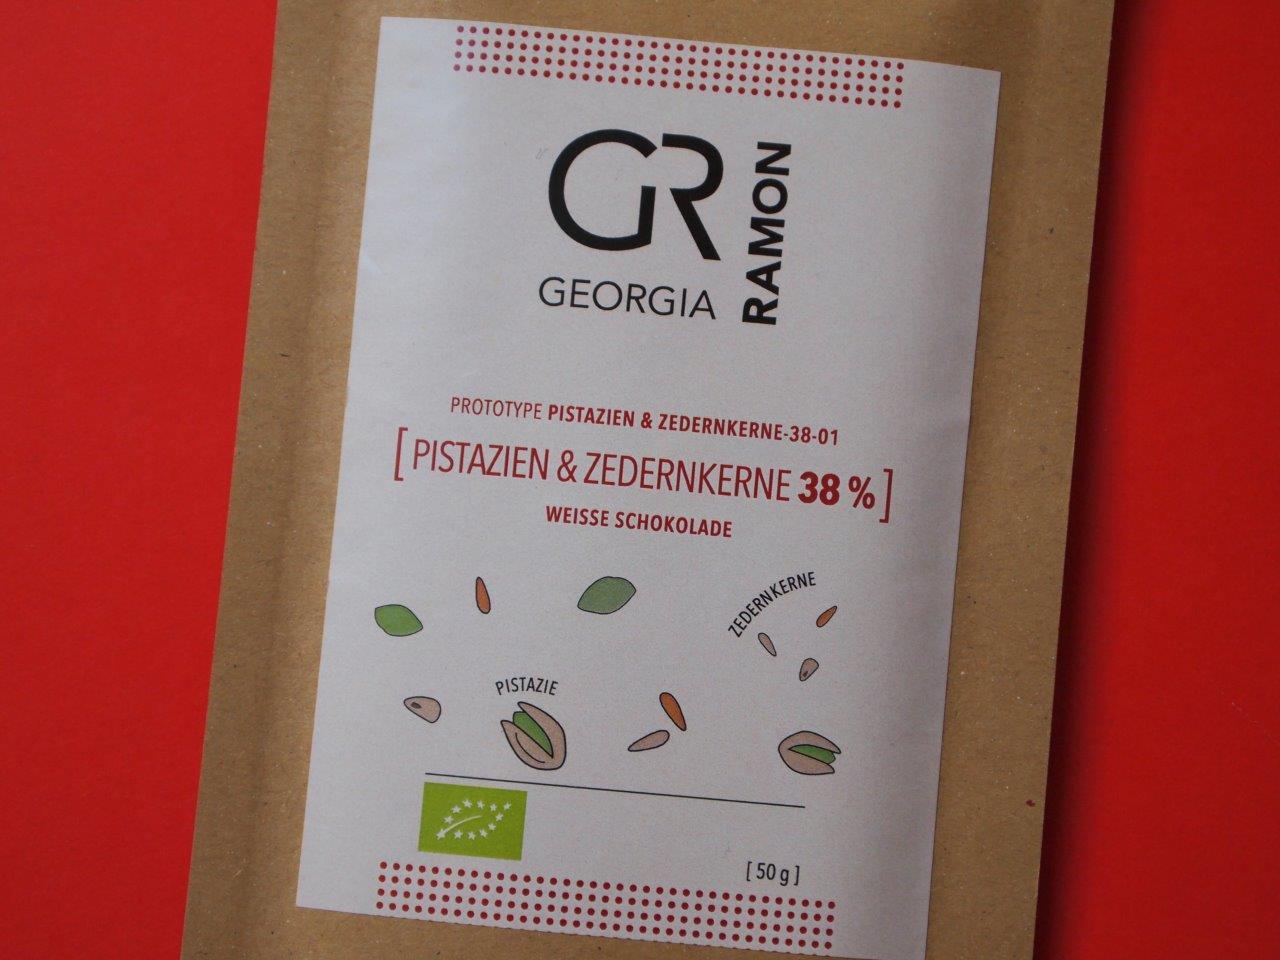 GR
GEORGIA
RAMON
PROTOTYPE PISTAZIEN & ZEDERNKERNE-38-01
[PISTAZIEN & ZEDERNKERNE 38 %]
WEISSE SCHOKOLADE
ZEDERNKERNE
PISTAZIE
[ 50 g ]